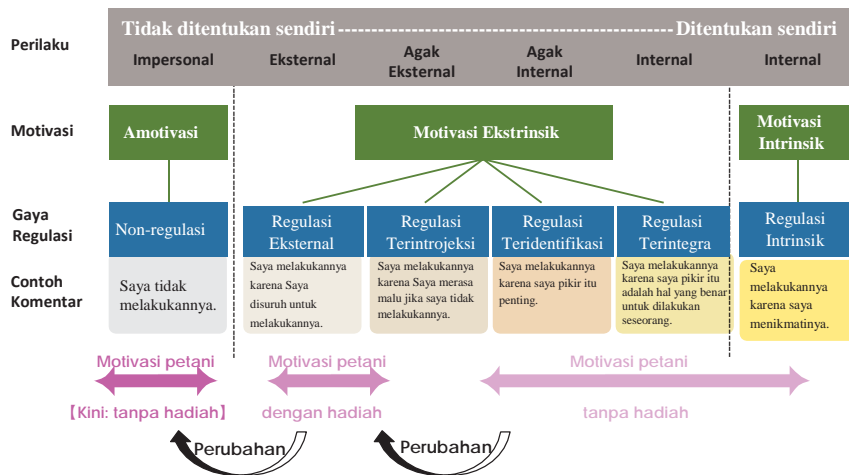 Perilaku
Tidak ditentukan sendiri----------------------------------------------------Ditentukan sendiri
Impersonal
Eksternal
Agak
Eksternal
Agak
Internal
Internal
Internal
Motivasi
Amotivasi
Motivasi Ekstrinsik
Motivasi
Intrinsik
Gaya
Regulasi
Non-regulasi
Regulasi
Eksternal
Regulasi
Terintrojeksi
Regulasi
Teridentifikasi
Regulasi
Terintegra
Regulasi
Intrinsik
Contoh
Komentar
Saya tidak
melakukannya.
Saya melakukannya
karena Saya
disuruh untuk
melakukannya.
Saya melakukannya
karena Saya merasa
malu jika saya tidak
melakukannya.
Saya melakukannya
karena saya pikir itu
penting.
Saya melakukannya
karena saya pikir itu
adalah hal yang benar
untuk dilakukan
seseorang.
Saya
melakukannya
karena saya
menikmatinya.
Motivasi petani
【Kini: tanpa hadiah】
Motivasi petani
dengan hadiah
Motivasi petani
tanpa hadiah
Perubahan
Perubahan